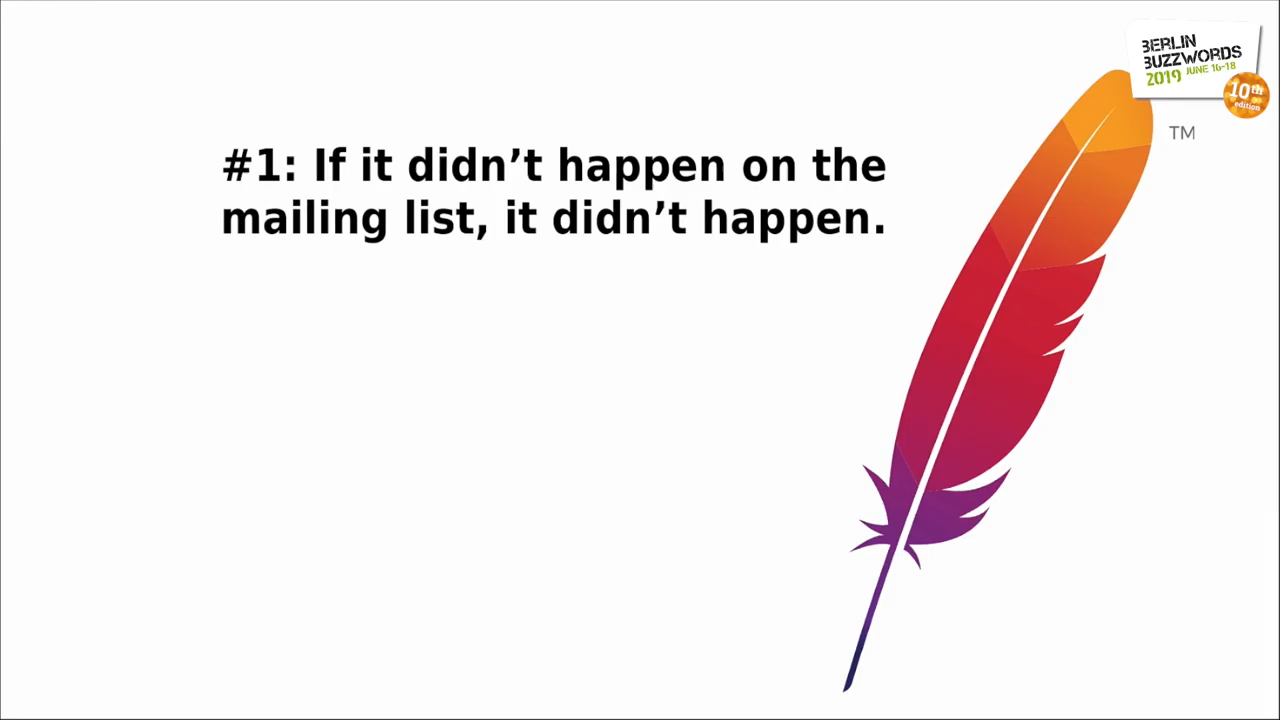 BERLIN
BUZZWORDS
2019 JUNE 16-18
10th
edition
TM
#1: If it didn’t happen on the
mailing list, it didn’t happen.